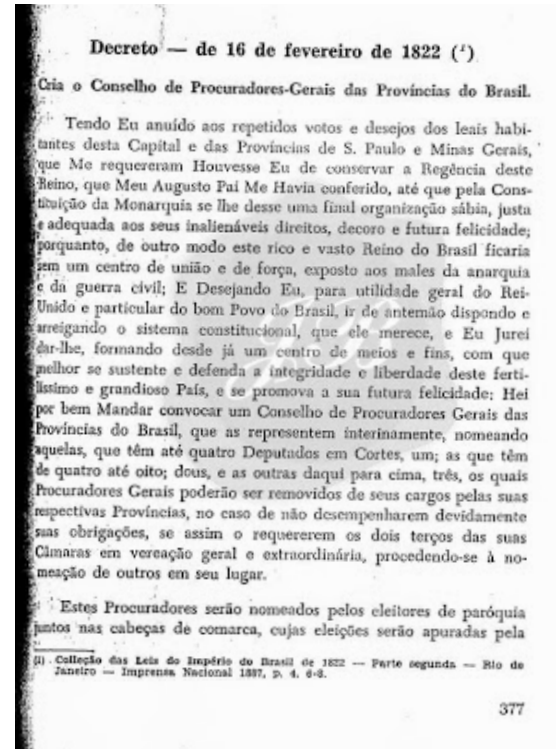 Decreto — de 16 de fevereiro de 1822 (¹)
Cria o Conselho de Procuradores-Gerais das Províncias do Brasil.
Tendo Eu anuído aos repetidos votos e desejos dos leais habi-
tantes desta Capital e das Províncias de S. Paulo e Minas Gerais,
que Me requereram Houvesse Eu de conservar a Regência deste
Reino, que Meu Augusto Pai Me Havia conferido, até que pela Cons-
tituição da Monarquia se lhe desse uma final organização sábia, justa
e adequada aos seus inalienáveis direitos, decoro e futura felicidade;
porquanto, de outro modo este rico e vasto Reino do Brasil ficaria
sem um centro de união e de força, exposto aos males da anarquia
e da guerra civil; E Desejando Eu, para utilidade geral do Rei-
Unido e particular do bom Povo do Brasil, ir de antemão dispondo e
arreigando o sistema constitucional, que ele merece, e Eu Jurei
dar-lhe, formando desde já um centro de meios e fins, com que
melhor se sustente e defenda a integridade e liberdade deste ferti-
líssimo e grandioso País, e se promova a sua futura felicidade; Hei
por bem Mandar convocar um Conselho de Procuradores Gerais das
Províncias do Brasil, que as representem interinamente, nomeando
aquelas, que têm até quatro Deputados em Cortes, um; as que têm
de quatro até oito; dous, e as outras daqui para cima, três, os quais
Procuradores Gerais poderão ser removidos de seus cargos pelas suas
respectivas Províncias, no caso de não desempenharem devidamente
suas obrigações, se assim o requererem os dois terços das suas
Câmaras em vereação geral e extraordinária, procedendo-se à no-
meação de outros em seu lugar.
Estes Procuradores serão nomeados pelos eleitores de paróquia
juntos nas cabeças de comarca, cujas eleições serão apuradas pela
(1) Colleção das Leis do Império do Brasil de 1822 — Parte segunda — Rio de
Janeiro — Imprensa Nacional 1887, p. 4. 6-8.
377